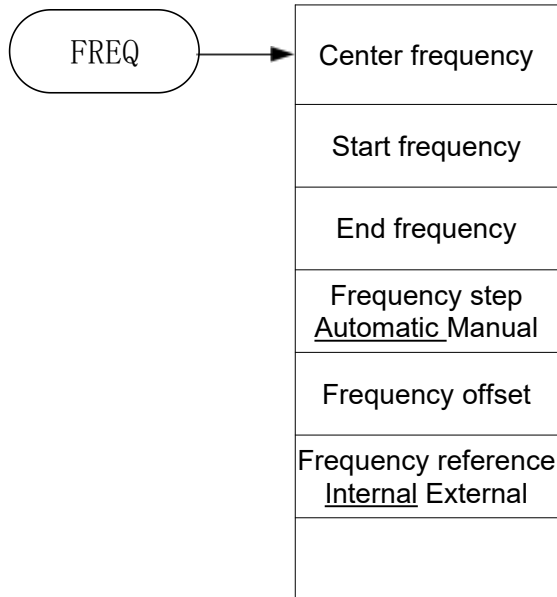 FREQ
Center frequency
Start frequency
End frequency
Frequency step
Automatic Manual
Frequency offset
Frequency reference
Internal External